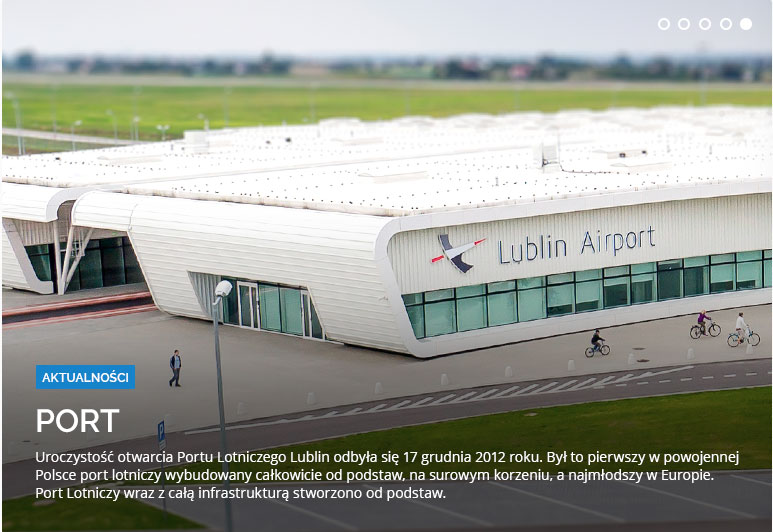 Lublin Airport
AKTUALNOŚCI
PORT
Uroczystość otwarcia Portu Lotniczego Lublin odbyła się 17 grudnia 2012 roku. Był to pierwszy w powojennej
Polsce port lotniczy wybudowany całkowicie od podstaw, na surowym korzeniu, a najmłodszy w Europie.
Port Lotniczy wraz z całą infrastrukturą stworzono od podstaw.